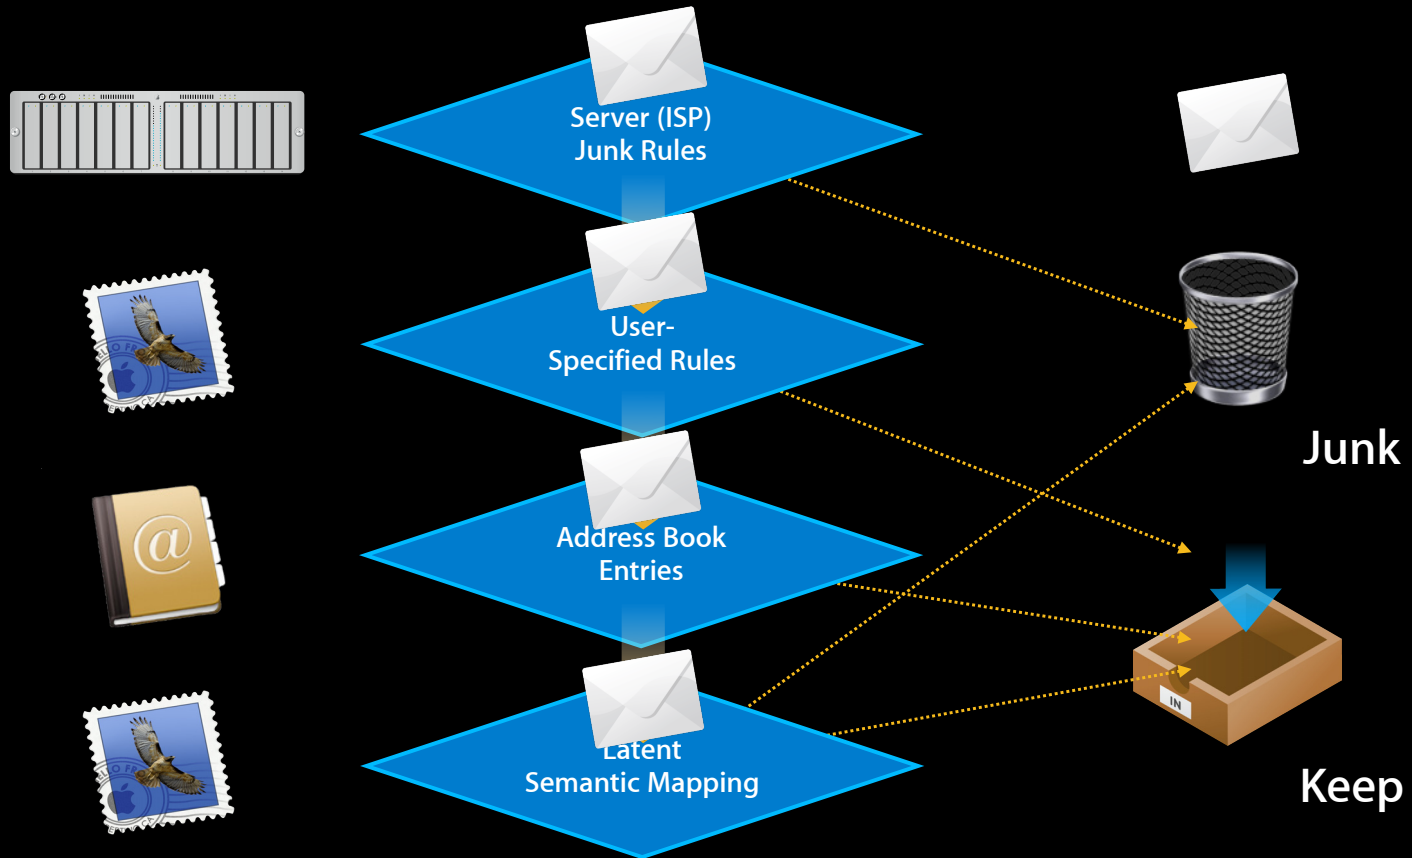 Server (ISP)
Junk Rules
User-
Specified Rules
Junk
Address Book
Entries
@
IN
Latent
Semantic Mapping
Keep